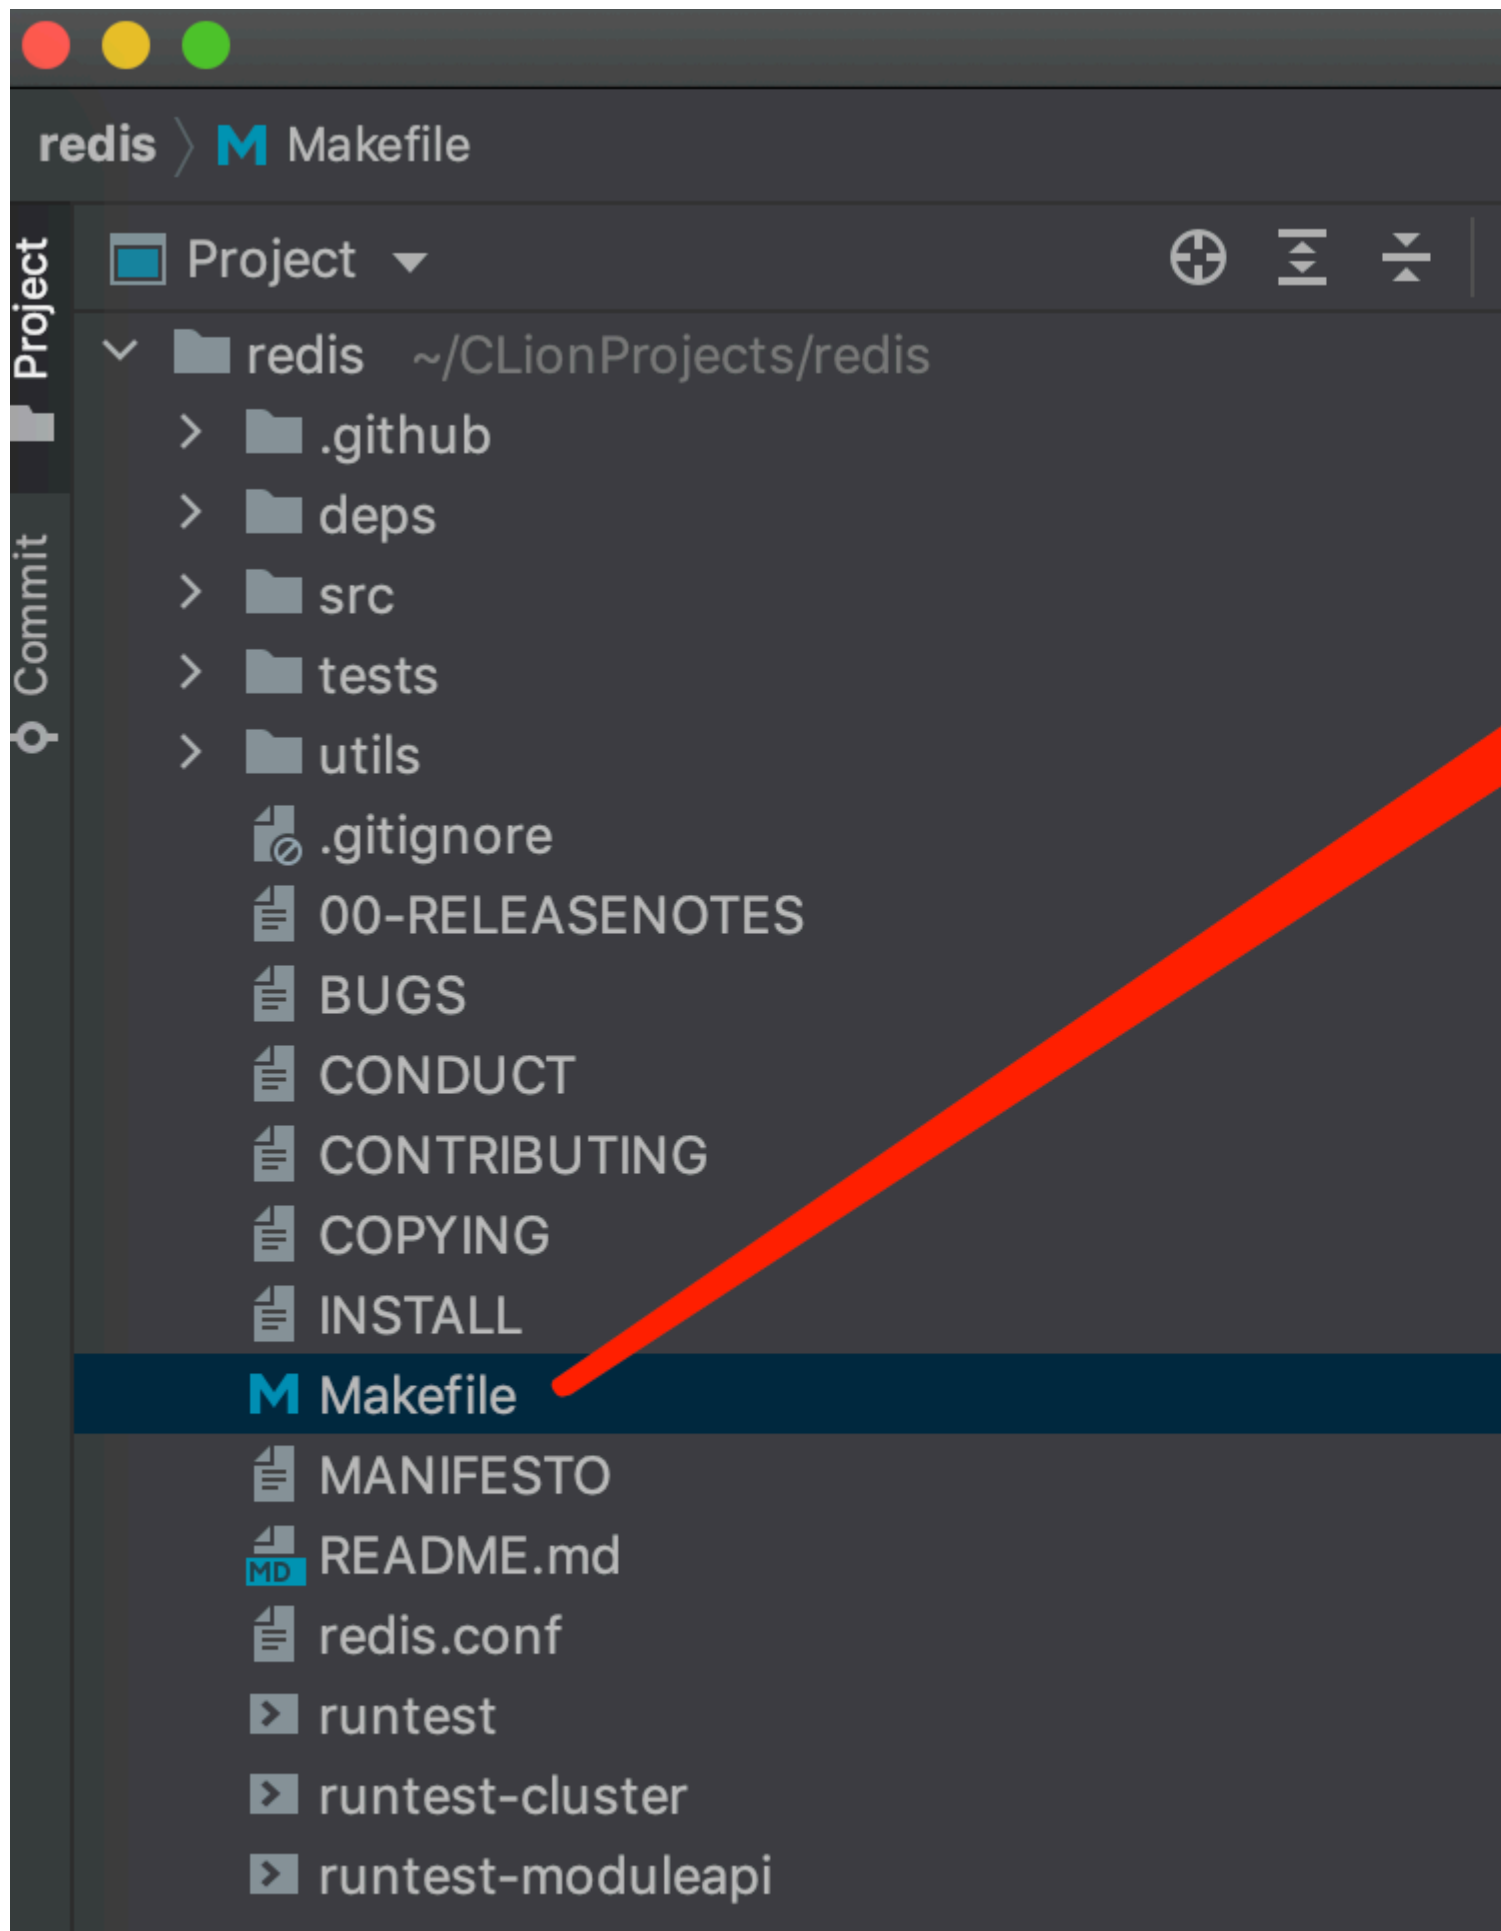 redis Makefile
Project
Project
Commit
redis ~/CLionProjects/redis
.github
deps
src
tests
utils
.gitignore
00-RELEASENOTES
BUGS
CONDUCT
CONTRIBUTING
COPYING
INSTALL
M Makefile
MANIFESTO
MD README.md
redis.conf
runtest
runtest-cluster
runtest-moduleapi